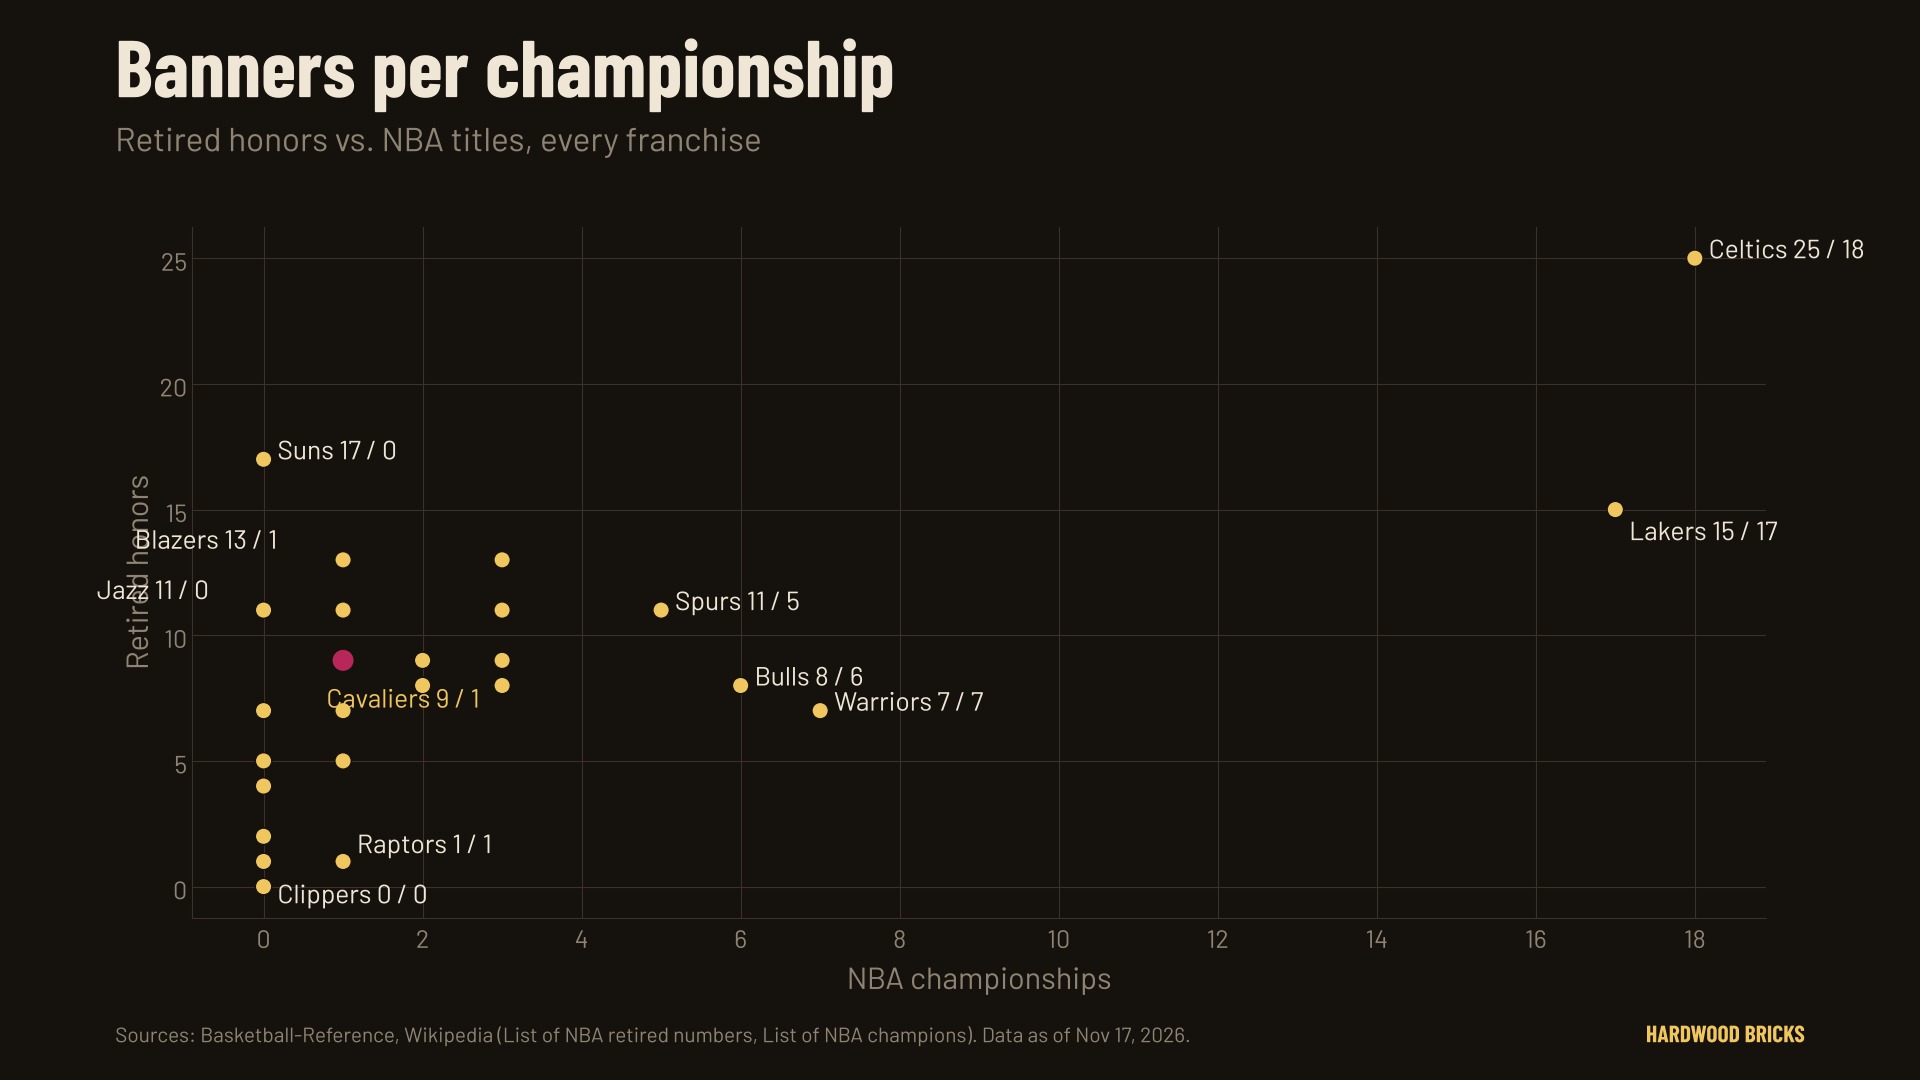 Banners per championship
Retired honors vs. NBA titles, every franchise
25
Celtics 25 / 18
20
Suns 17 / 0
15
Lakers 15 / 17
Blazers 13 / 1
Jazz 11 / 0
Spurs 11 / 5
Retired honors
10
Bulls 8 / 6
Cavaliers 9 / 1
Warriors 7 / 7
5
Raptors 1 / 1
0
Clippers 0 / 0
0 2 4 6 8 10 12 14 16 18
NBA championships
Sources: Basketball-Reference, Wikipedia (List of NBA retired numbers, List of NBA champions). Data as of Nov 17, 2026.
HARDWOOD BRICKS